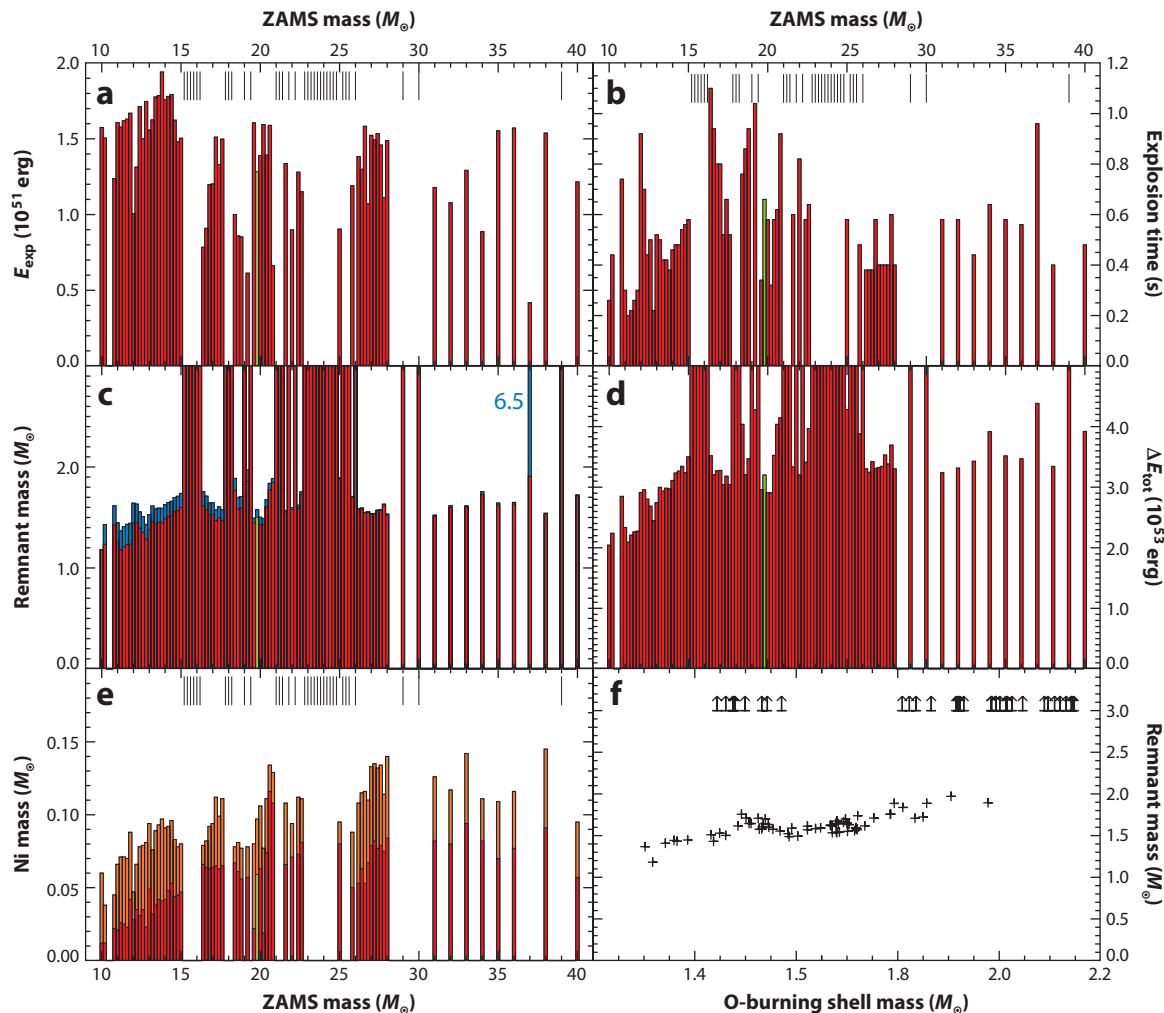 ZAMS mass (M⊙)
ZAMS mass (M⊙)
10 15 20 25 30 35 40
10 15 20 25 30 35 40
a
b
2.0
1.5
1.0
0.5
0.0
E_exp (10^51 erg)
1.2
1.0
0.8
0.6
0.4
0.2
0.0
Explosion time (s)
c
6.5
d
2.0
1.0
0.0
Remnant mass (M⊙)
4.0
3.0
2.0
1.0
0.0
ΔE_tot (10^53 erg)
e
f
0.15
0.10
0.05
0.00
Ni mass (M⊙)
3.0
2.5
2.0
1.5
1.0
0.5
0.0
Remnant mass (M⊙)
10 15 20 25 30 35 40
1.4 1.5 1.8 2.0 2.2
ZAMS mass (M⊙)
O-burning shell mass (M⊙)